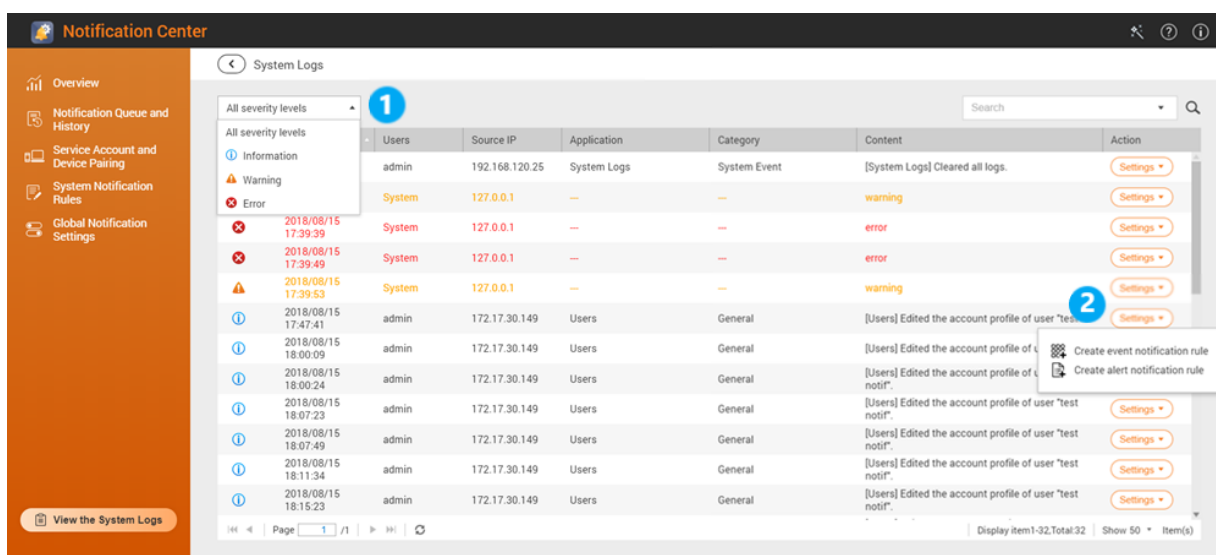 Notification Center
Overview
Notification Queue and
History
Service Account and
Device Pairing
System Notification
Rules
Global Notification
Settings
View the System Logs
System Logs
All severity levels
1
Search
All severity levels
Information
Warning
Error
Users Source IP Application Category Content Action
admin 192.168.120.25 System Logs System Event [System Logs] Cleared all logs. Settings
System 127.0.0.1 -- -- warning Settings
2018/08/15
17:39:39
System 127.0.0.1 -- -- error Settings
2018/08/15
17:39:49
System 127.0.0.1 -- -- error Settings
2018/08/15
17:39:53
System 127.0.0.1 -- -- warning Settings
2
2018/08/15
17:47:41
admin 172.17.30.149 Users General [Users] Edited the account profile of user "tes Settings
Create event notification rule
Create alert notification rule
2018/08/15
18:00:09
admin 172.17.30.149 Users General [Users] Edited the account profile of u
2018/08/15
18:00:24
admin 172.17.30.149 Users General [Users] Edited the account profile of u
notif".
2018/08/15
18:07:23
admin 172.17.30.149 Users General [Users] Edited the account profile of user "test
notif".
Settings
2018/08/15
18:07:49
admin 172.17.30.149 Users General [Users] Edited the account profile of user "test
notif".
Settings
2018/08/15
18:11:34
admin 172.17.30.149 Users General [Users] Edited the account profile of user "test
notif".
Settings
2018/08/15
18:15:23
admin 172.17.30.149 Users General [Users] Edited the account profile of user "test
notif".
Settings
Page 1 /1
Display item1-32,Total:32 Show 50 Item(s)